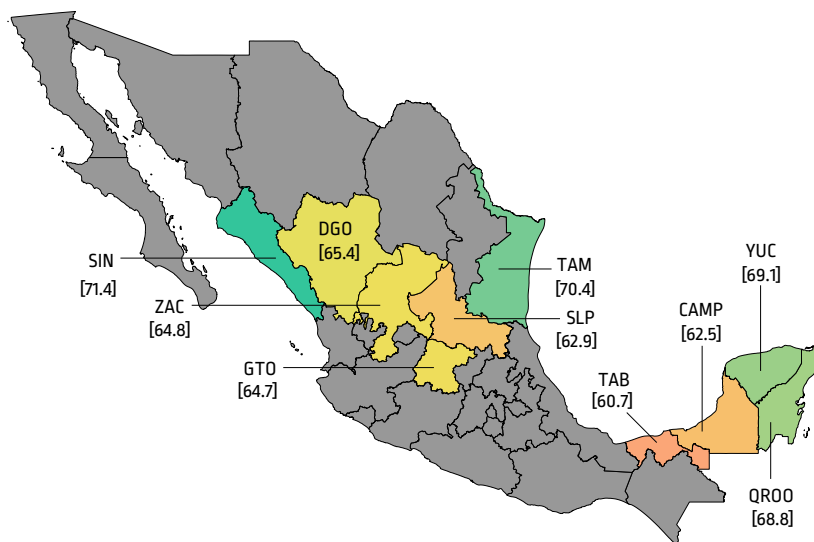 DGO
[65.4]
YUC
[69.1]
SIN
[71.4]
TAM
[70.4]
ZAC
[64.8]
SLP
[62.9]
CAMP
[62.5]
GTO
[64.7]
TAB
[60.7]
QROO
[68.8]